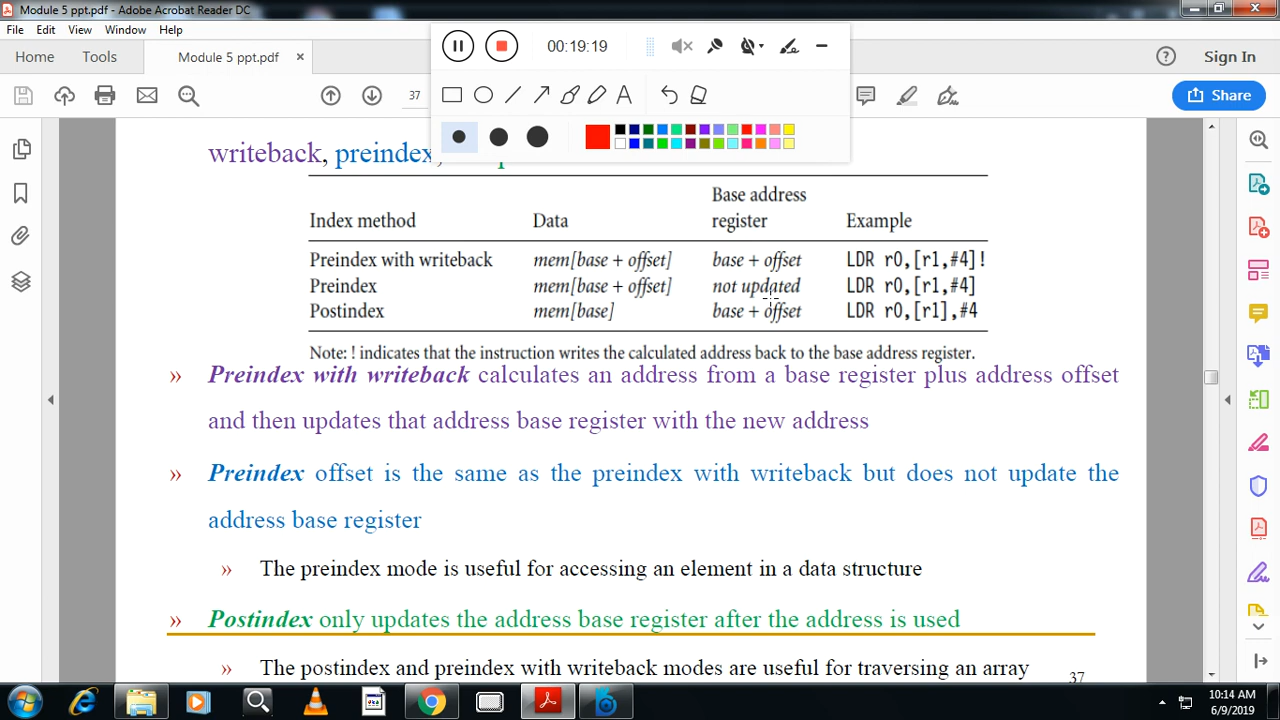 Module 5 ppt.pdf - Adobe Acrobat Reader DC
File Edit View Window Help
Home Tools Module 5 ppt.pdf ×
00:19:19
Sign In
37
Share
writeback, preindex,
Base address
Index method Data register Example
Preindex with writeback mem[base + offset] base + offset LDR r0,[r1,#4]!
Preindex mem[base + offset] not updated LDR r0,[r1,#4]
Postindex mem[base] base + offset LDR r0,[r1],#4
Note: ! indicates that the instruction writes the calculated address back to the base address register.
» Preindex with writeback calculates an address from a base register plus address offset
and then updates that address base register with the new address
» Preindex offset is the same as the preindex with writeback but does not update the
address base register
» The preindex mode is useful for accessing an element in a data structure
» Postindex only updates the address base register after the address is used
» The postindex and preindex with writeback modes are useful for traversing an array
37
10:14 AM
6/9/2019